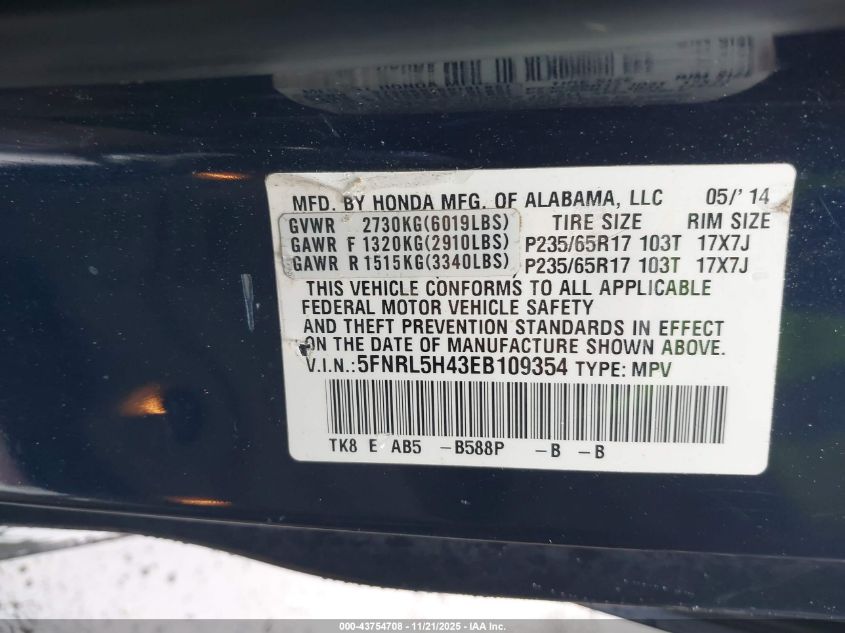 MFD. BY HONDA MFG. OF ALABAMA, LLC 05/'14
GVWR 2730KG(6019LBS) TIRE SIZE RIM SIZE
GAWR F 1320KG(2910LBS) P235/65R17 103T 17X7J
GAWR R 1515KG(3340LBS) P235/65R17 103T 17X7J
THIS VEHICLE CONFORMS TO ALL APPLICABLE
FEDERAL MOTOR VEHICLE SAFETY
AND THEFT PREVENTION STANDARDS IN EFFECT
ON THE DATE OF MANUFACTURE SHOWN ABOVE.
V.I.N.:5FNRL5H43EB109354 TYPE: MPV
TK8 E AB5 -B588P -B -B
000-43754708 - 11/21/2025 - IAA Inc.